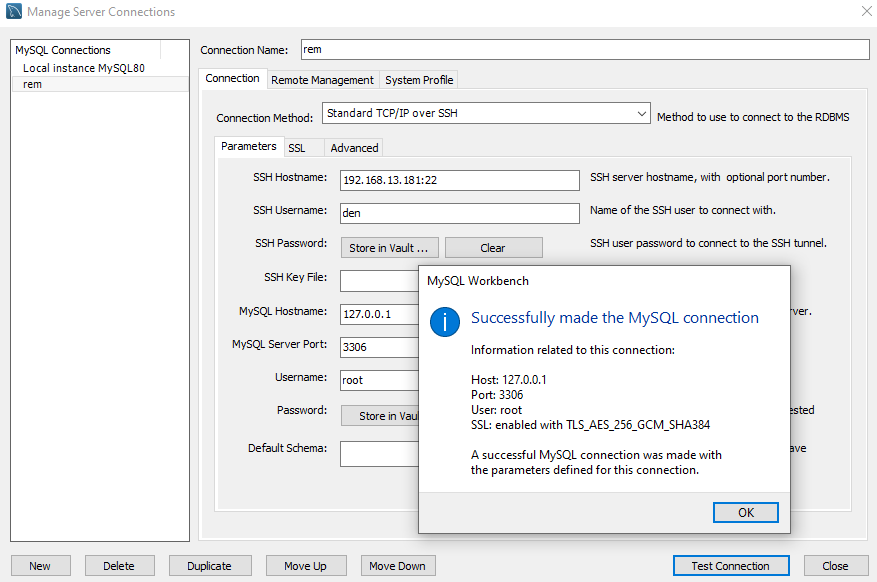 Manage Server Connections
MySQL Connections
Local instance MySQL80
rem
Connection Name: rem
Connection Remote Management System Profile
Connection Method: Standard TCP/IP over SSH Method to use to connect to the RDBMS
Parameters SSL Advanced
SSH Hostname: 192.168.13.181:22 SSH server hostname, with optional port number.
SSH Username: den Name of the SSH user to connect with.
SSH Password: Store in Vault ... Clear SSH user password to connect to the SSH tunnel.
SSH Key File:
MySQL Hostname: 127.0.0.1
MySQL Server Port: 3306
Username: root
Password: Store in
Default Schema:
MySQL Workbench
Successfully made the MySQL connection
Information related to this connection:
Host: 127.0.0.1
Port: 3306
User: root
SSL: enabled with TLS_AES_256_GCM_SHA384
A successful MySQL connection was made with
the parameters defined for this connection.
OK
New Delete Duplicate Move Up Move Down Test Connection Close